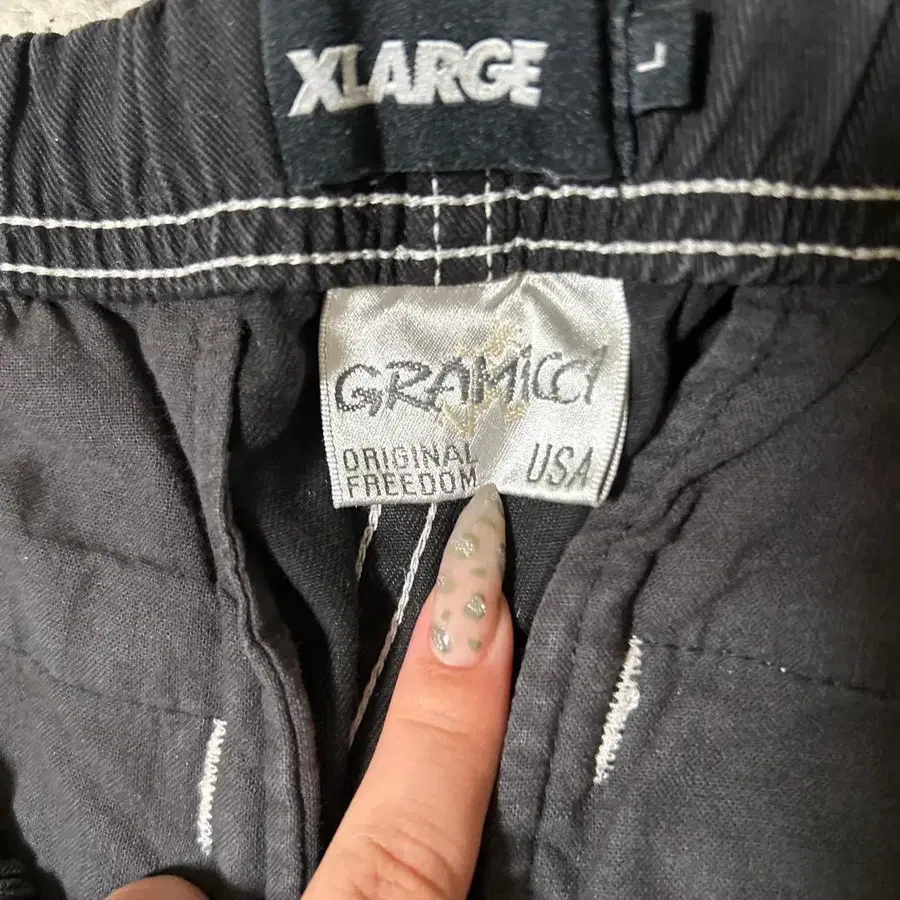 XLARGE
L
GRAMICCI
ORIGINAL
FREEDOM
USA